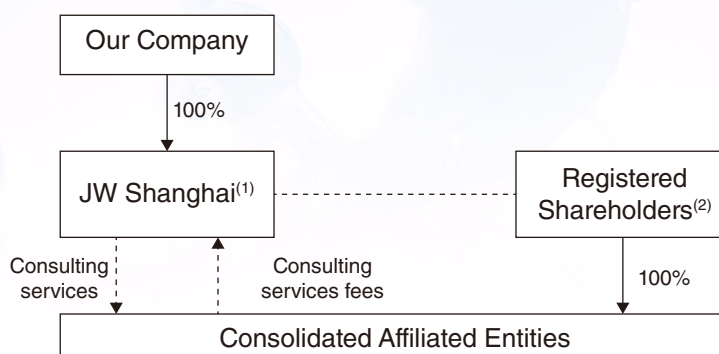 Our Company
100%
JW Shanghai(1)
Registered
Shareholders(2)
Consulting
services
Consulting
services fees
100%
Consolidated Affiliated Entities